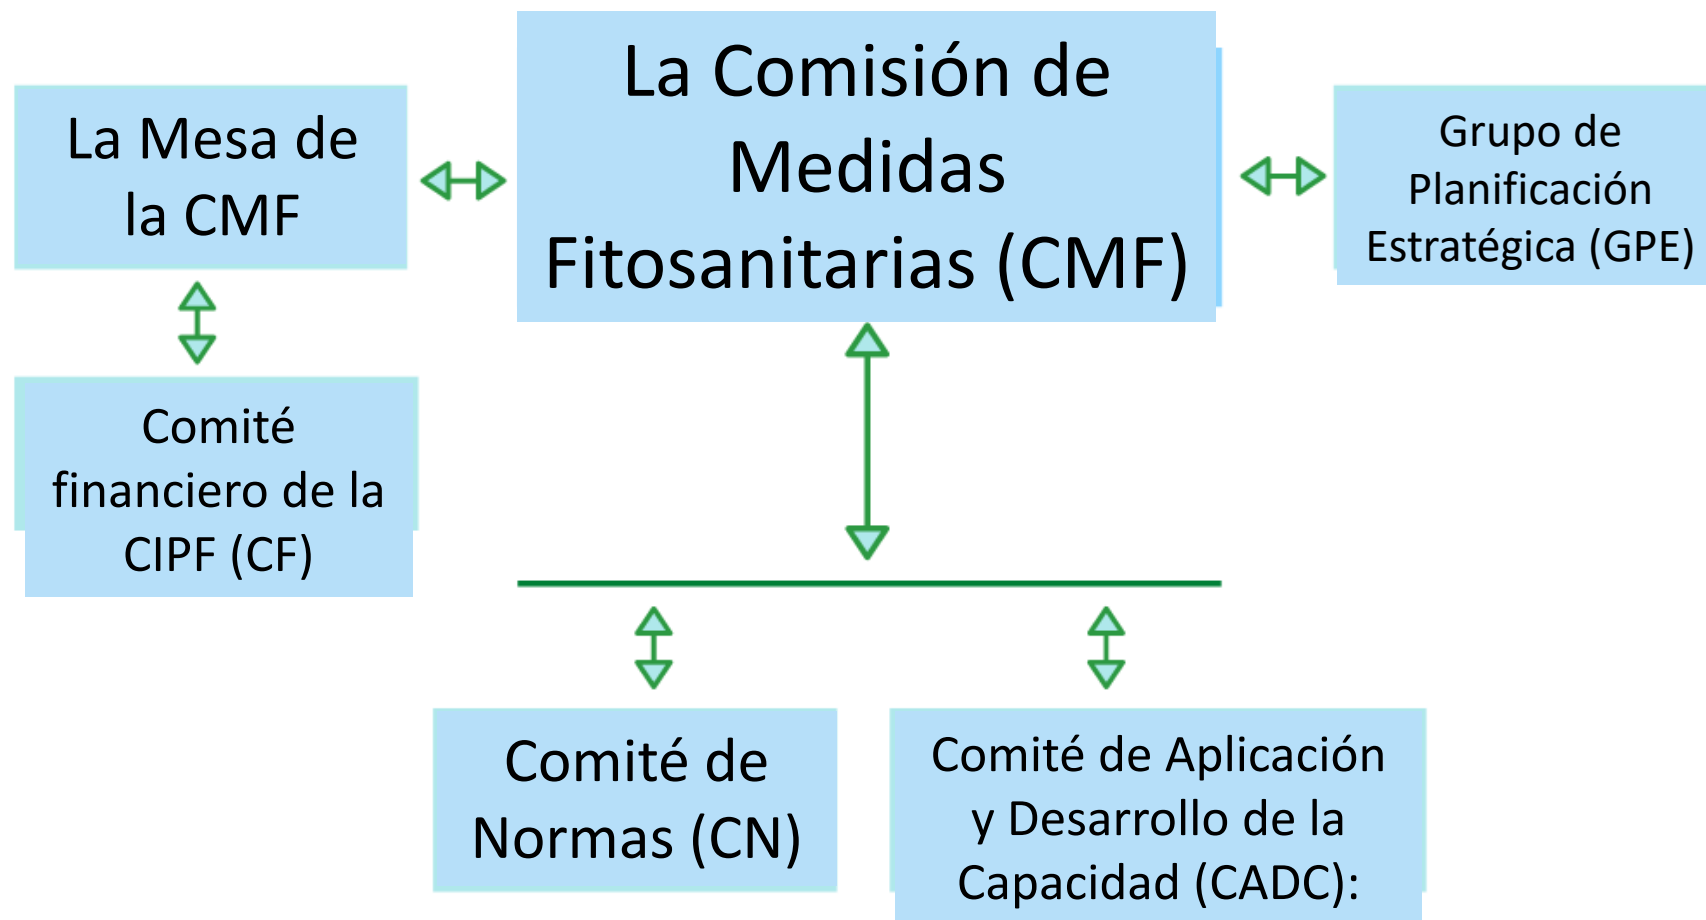 La Comisión de
Medidas
Fitosanitarias (CMF)
La Mesa de
la CMF
Grupo de
Planificación
Estratégica (GPE)
Comité
financiero de la
CIPF (CF)
Comité de
Normas (CN)
Comité de Aplicación
y Desarrollo de la
Capacidad (CADC):